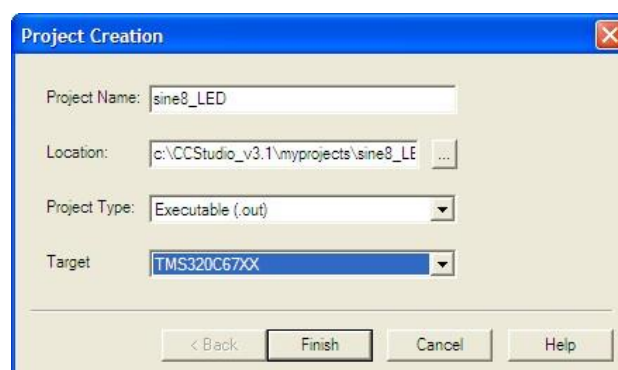 Project Creation
Project Name: sine8_LED
Location: c:\CCStudio_v3.1\myprojects\sine8_LE ...
Project Type: Executable (.out)
Target TMS320C67XX
< Back Finish Cancel Help